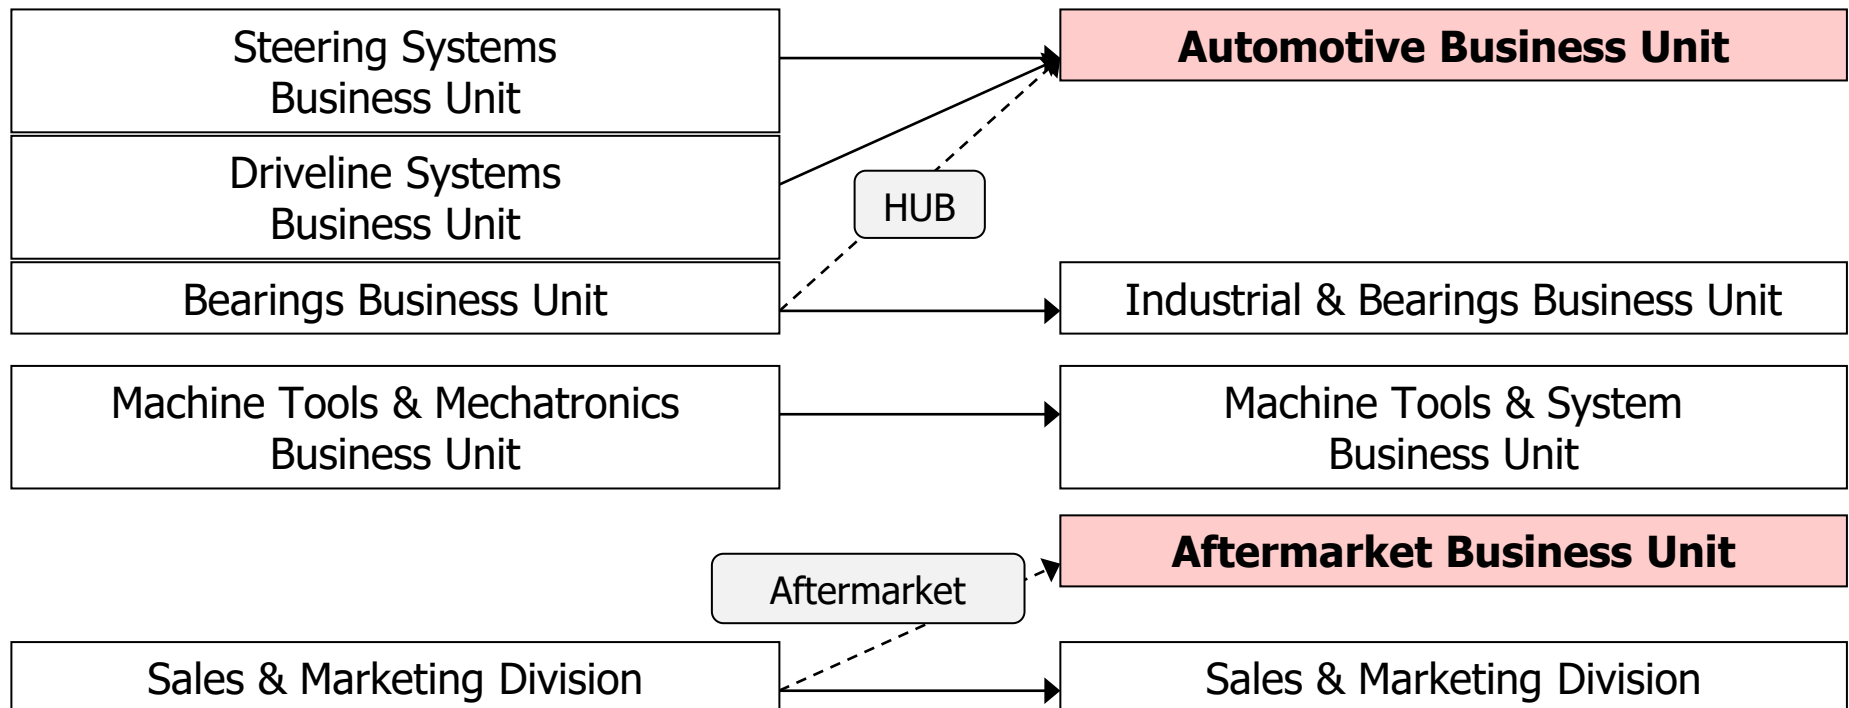 Steering Systems
Business Unit
Automotive Business Unit
Driveline Systems
Business Unit
HUB
Bearings Business Unit
Industrial & Bearings Business Unit
Machine Tools & Mechatronics
Business Unit
Machine Tools & System
Business Unit
Aftermarket Business Unit
Aftermarket
Sales & Marketing Division
Sales & Marketing Division